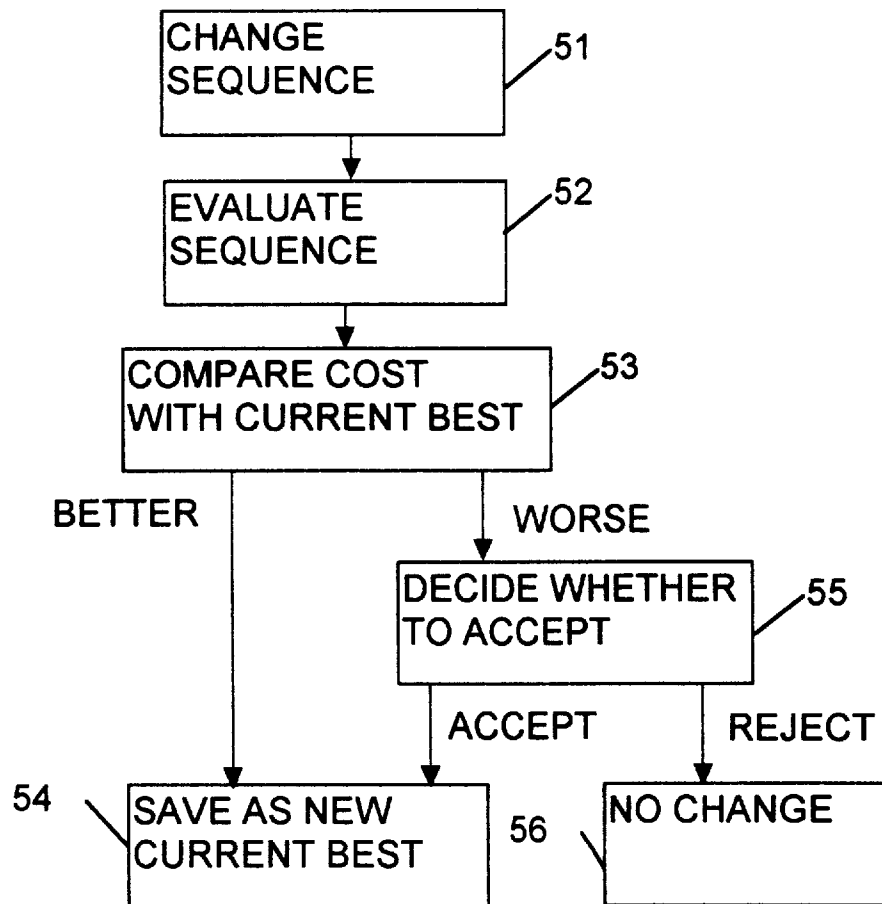 CHANGE
SEQUENCE
51
EVALUATE
SEQUENCE
52
COMPARE COST
WITH CURRENT BEST
53
BETTER
WORSE
DECIDE WHETHER
TO ACCEPT
55
ACCEPT
REJECT
54
SAVE AS NEW
CURRENT BEST
56
NO CHANGE